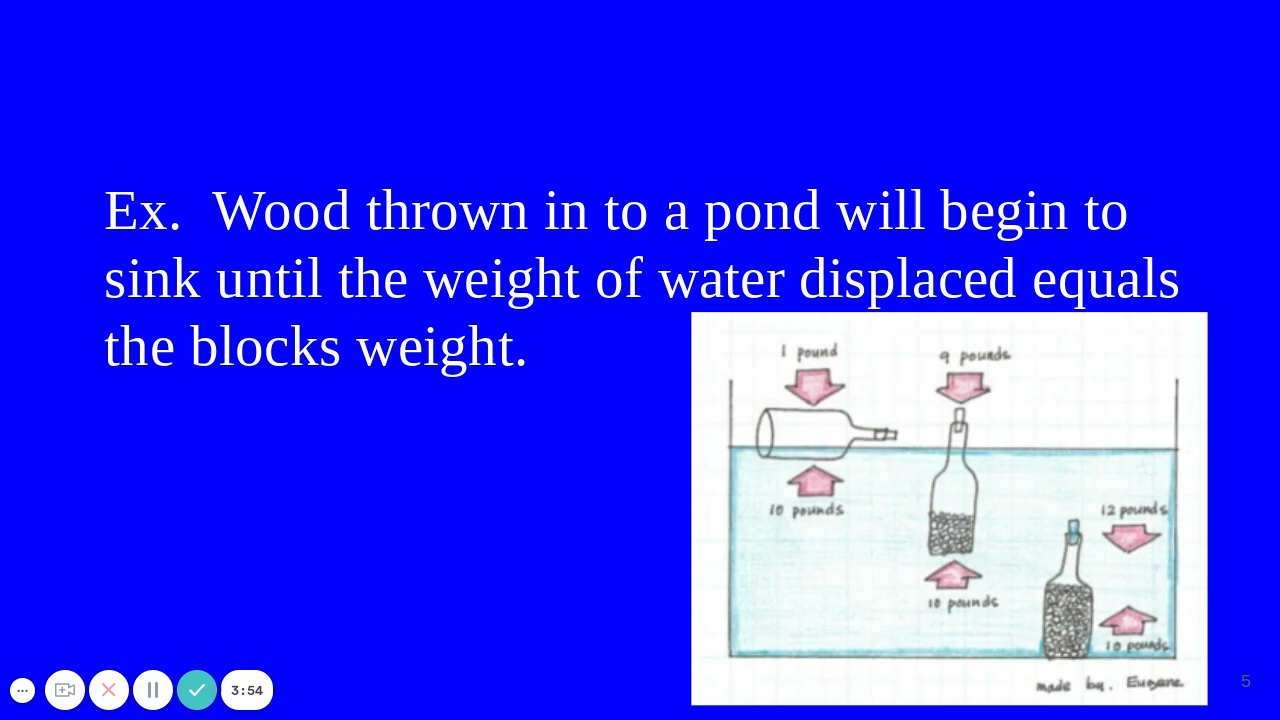 Ex.  Wood thrown in to a pond will begin to
sink until the weight of water displaced equals
the blocks weight.
1 pound
9 pounds
10 pounds
12 pounds
10 pounds
10 pounds
made by. Eugene
3:54
5